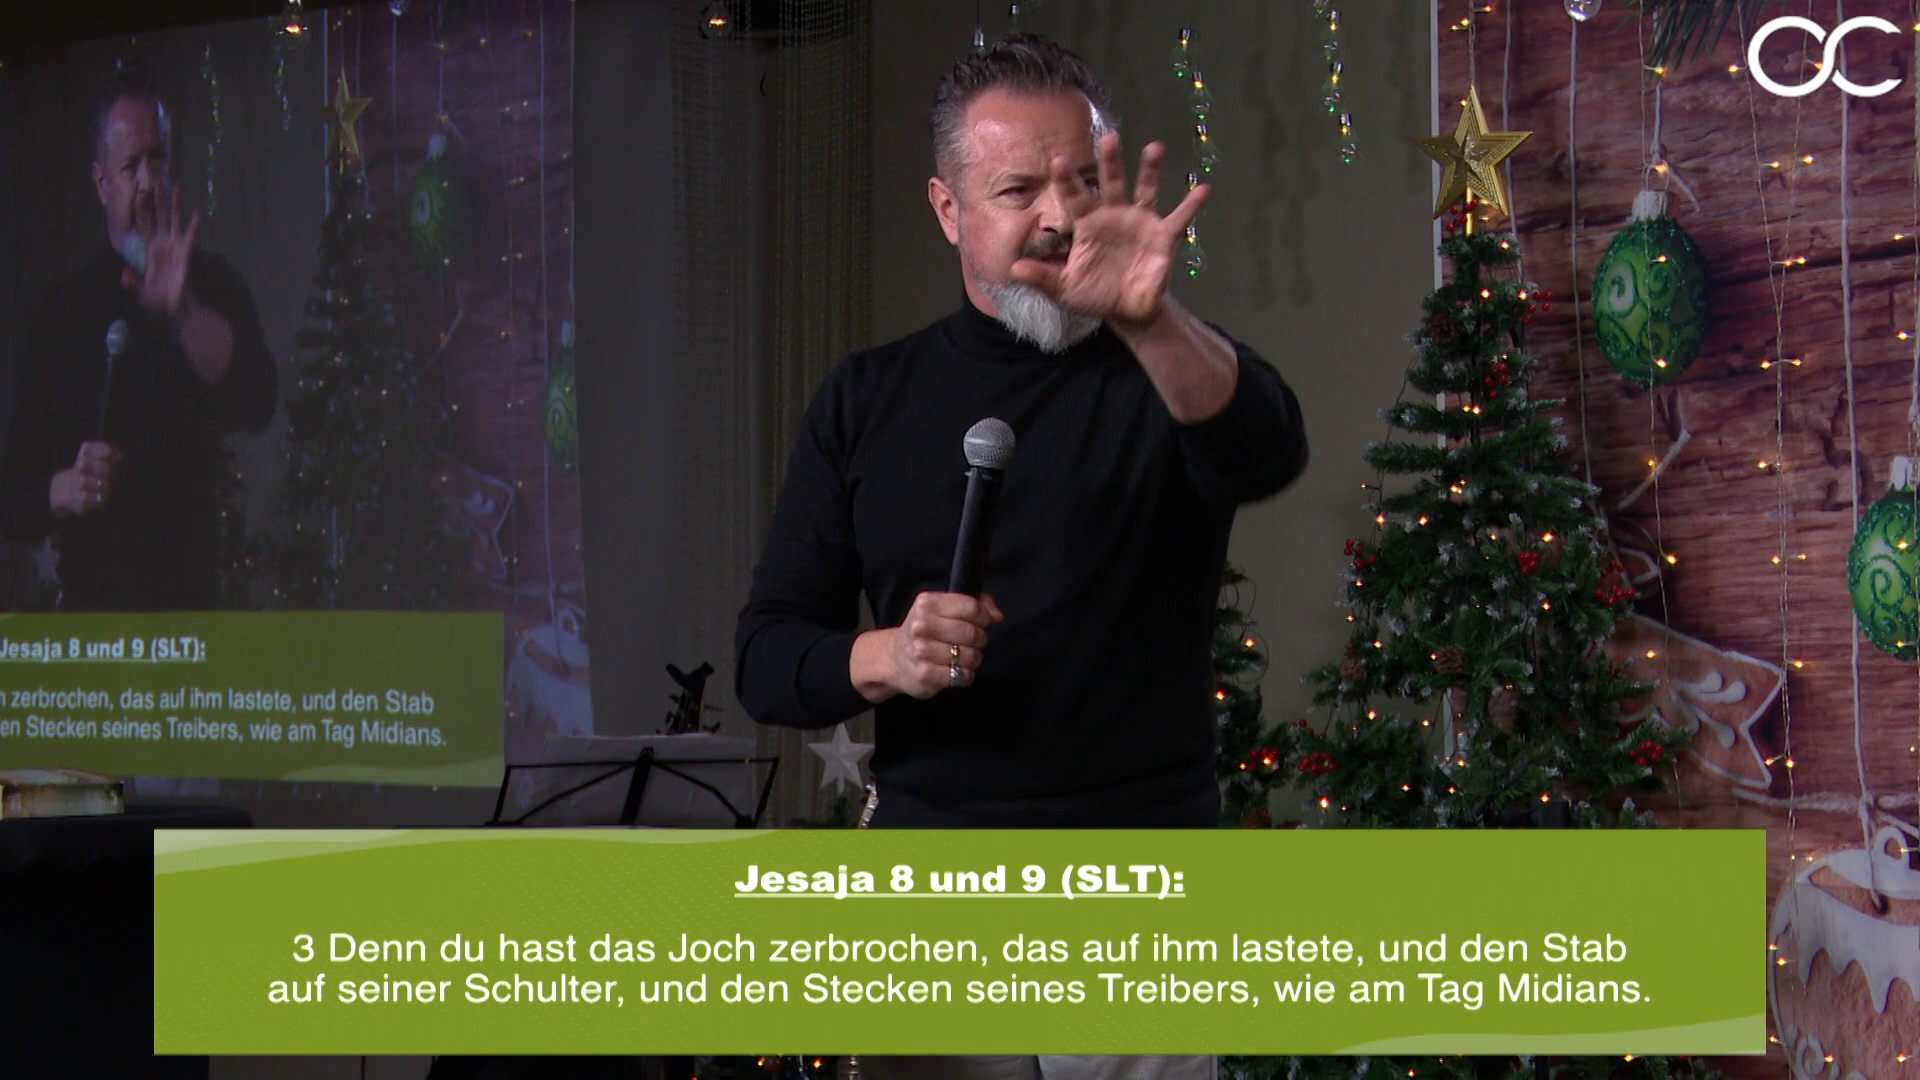 OC
Jesaja 8 und 9 (SLT):
zerbrochen, das auf ihm lastete, und den Stab
en Stecken seines Treibers, wie am Tag Midians.
Jesaja 8 und 9 (SLT):
3 Denn du hast das Joch zerbrochen, das auf ihm lastete, und den Stab
auf seiner Schulter, und den Stecken seines Treibers, wie am Tag Midians.